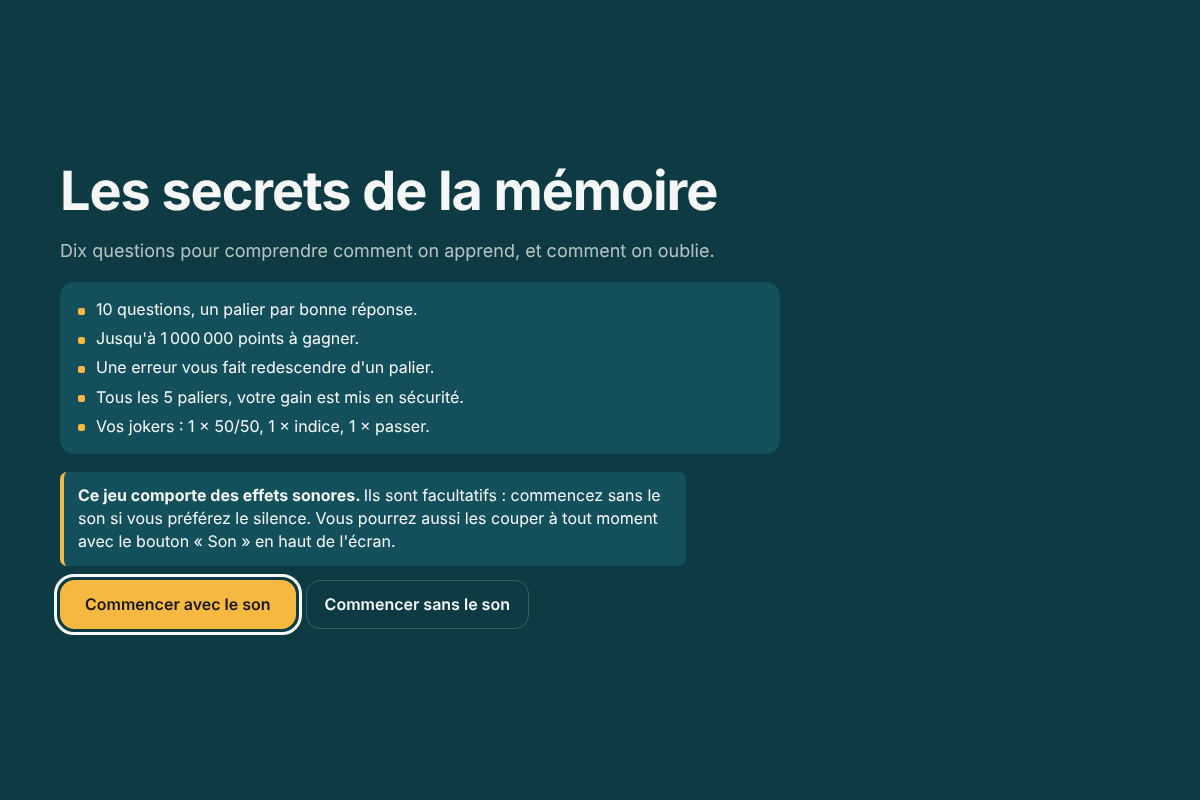 Les secrets de la mémoire
Dix questions pour comprendre comment on apprend, et comment on oublie.
10 questions, un palier par bonne réponse.
Jusqu'à 1 000 000 points à gagner.
Une erreur vous fait redescendre d'un palier.
Tous les 5 paliers, votre gain est mis en sécurité.
Vos jokers : 1 × 50/50, 1 × indice, 1 × passer.
Ce jeu comporte des effets sonores. Ils sont facultatifs : commencez sans le
son si vous préférez le silence. Vous pourrez aussi les couper à tout moment
avec le bouton « Son » en haut de l'écran.
Commencer avec le son
Commencer sans le son